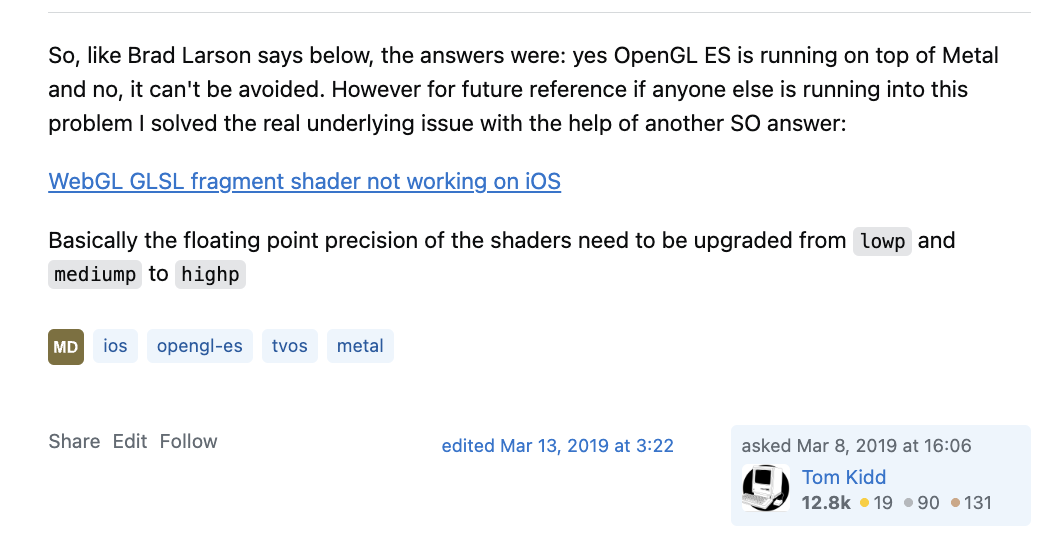 So, like Brad Larson says below, the answers were: yes OpenGL ES is running on top of Metal
and no, it can't be avoided. However for future reference if anyone else is running into this
problem I solved the real underlying issue with the help of another SO answer:
WebGL GLSL fragment shader not working on iOS
Basically the floating point precision of the shaders need to be upgraded from lowp and
mediump to highp
MD ios opengl-es tvos metal
Share Edit Follow
edited Mar 13, 2019 at 3:22
asked Mar 8, 2019 at 16:06
Tom Kidd
12.8k 19 90 131